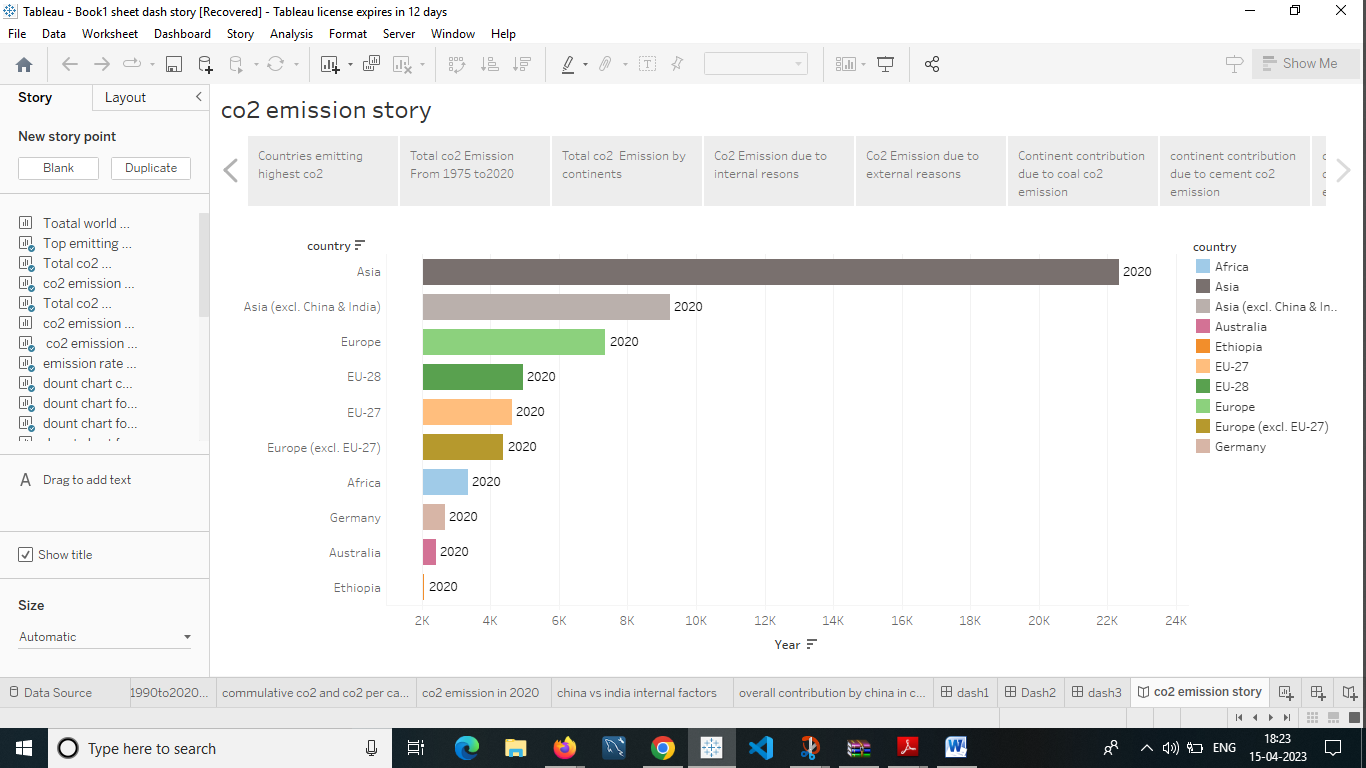 Tableau - Book1 sheet dash story [Recovered] - Tableau license expires in 12 days
File Data Worksheet Dashboard Story Analysis Format Server Window Help
Show Me
Story Layout
New story point
Blank Duplicate
Toatal world ...
Top emitting ...
Total co2 ...
co2 emission ...
Total co2 ...
co2 emission ...
co2 emission ...
emission rate ...
dount chart c...
dount chart fo...
dount chart fo...
A Drag to add text
Show title
Size
Automatic
co2 emission story
Countries emitting
highest co2
Total co2 Emission
From 1975 to2020
Total co2 Emission by
continents
Co2 Emission due to
internal resons
Co2 Emission due to
external reasons
Continent contribution
due to coal co2
emission
continent contribution
due to cement co2
emission
country
Asia 2020
Asia (excl. China & India) 2020
Europe 2020
EU-28 2020
EU-27 2020
Europe (excl. EU-27) 2020
Africa 2020
Germany 2020
Australia 2020
Ethiopia 2020
2K 4K 6K 8K 10K 12K 14K 16K 18K 20K 22K 24K
Year
country
Africa
Asia
Asia (excl. China & In..
Australia
Ethiopia
EU-27
EU-28
Europe
Europe (excl. EU-27)
Germany
Data Source 1990to2020... commulative co2 and co2 per ca... co2 emission in 2020 china vs india internal factors overall contribution by china in c... dash1 Dash2 dash3 co2 emission story
Type here to search
ENG
18:23
15-04-2023